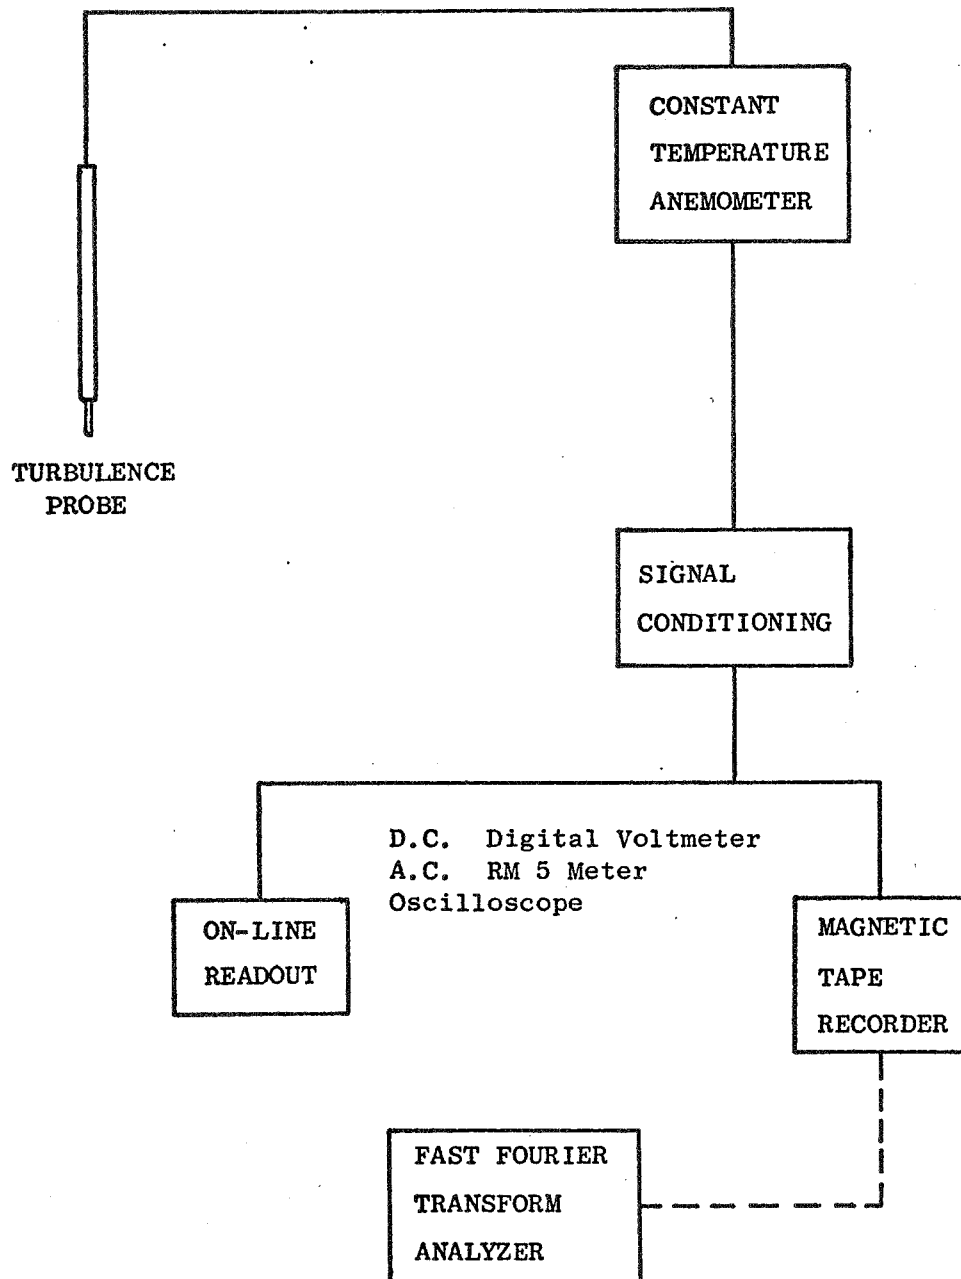 CONSTANT
TEMPERATURE
ANEMOMETER
TURBULENCE
PROBE
SIGNAL
CONDITIONING
D.C. Digital Voltmeter
A.C. RM 5 Meter
Oscilloscope
ON-LINE
READOUT
MAGNETIC
TAPE
RECORDER
FAST FOURIER
TRANSFORM
ANALYZER